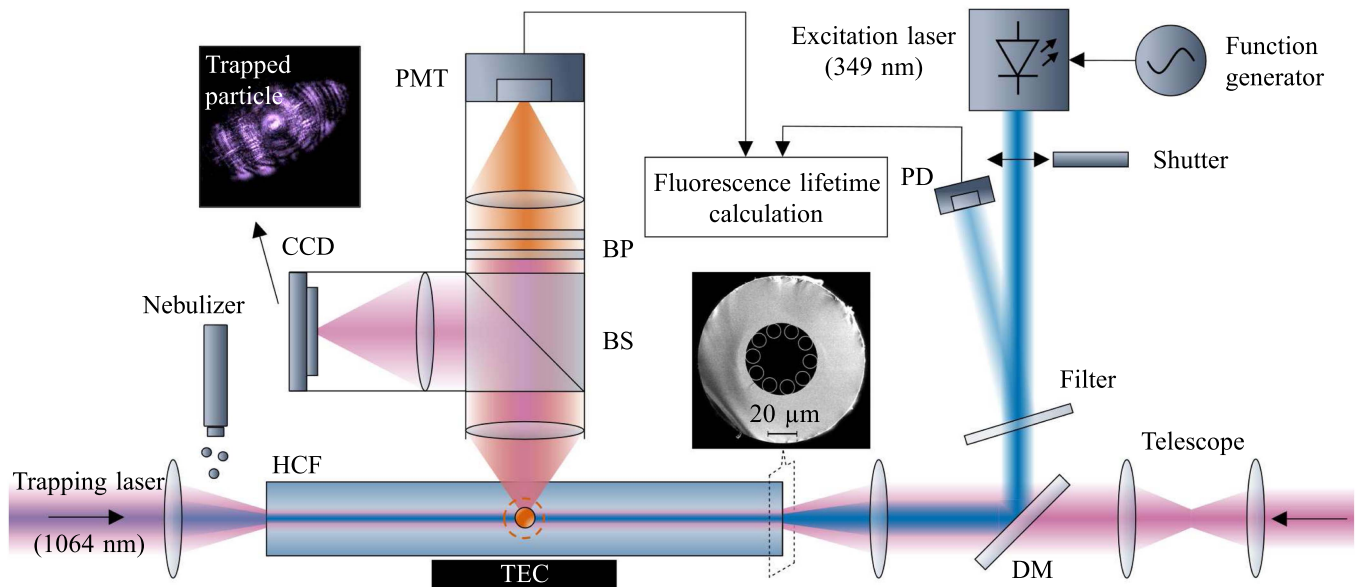 Trapped
particle
PMT
Excitation laser
(349 nm)
Function
generator
Shutter
PD
Fluorescence lifetime
calculation
BP
CCD
Nebulizer
BS
20 µm
Filter
Telescope
HCF
Trapping laser
(1064 nm)
TEC
DM